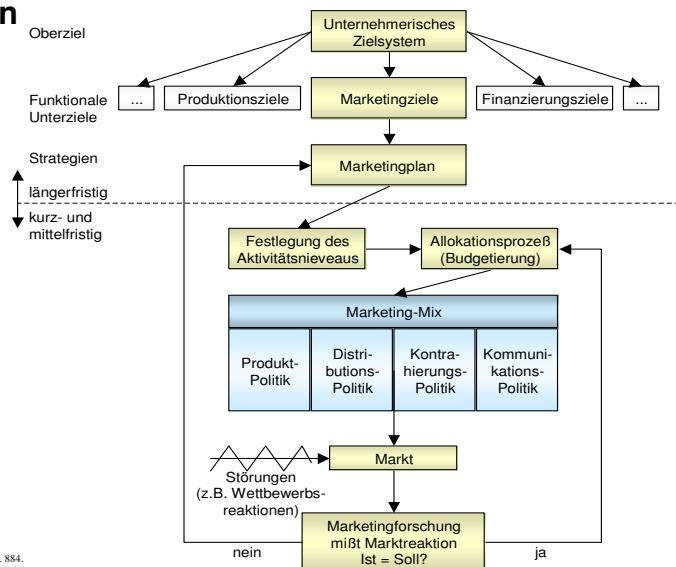 n
Oberziel
Unternehmerisches
Zielsystem
Funktionale
Unterziele
...
Produktionsziele
Marketingziele
Finanzierungsziele
...
Strategien
Marketingplan
längerfristig
kurz- und
mittelfristig
Festlegung des
Aktivitätsnieveaus
Allokationsprozeß
(Budgetierung)
Marketing-Mix
Produkt-
Politik
Distri-
butions-
Politik
Kontra-
hierungs-
Politik
Kommuni-
kations-
Politik
Markt
Störungen
(z.B. Wettbewerbs-
reaktionen)
Marketingforschung
mißt Marktreaktion
Ist = Soll?
nein
ja
. 884.